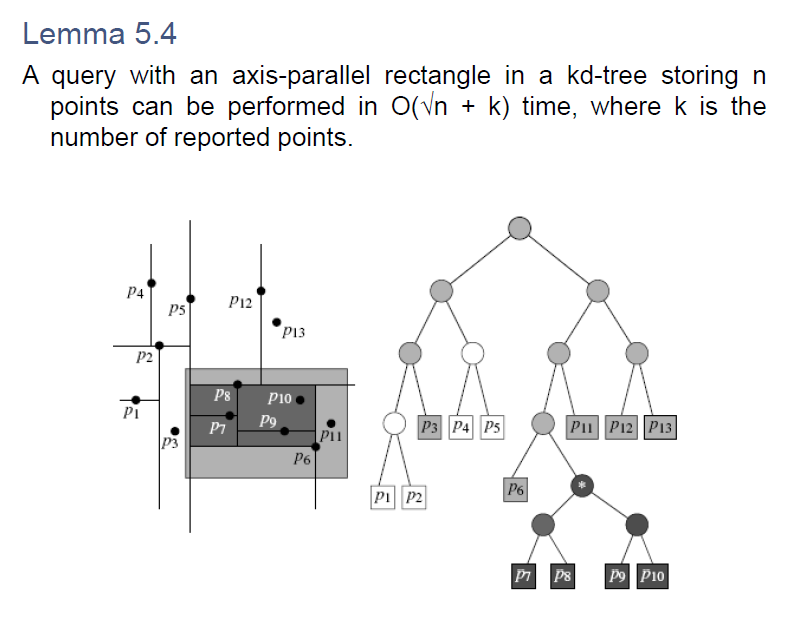 Lemma 5.4
A query with an axis-parallel rectangle in a kd-tree storing n
points can be performed in O(√n + k) time, where k is the
number of reported points.
p4
p5
p12
p13
p2
p8
p10
p1
p7
p9
p3
p11
p6
p3 p4 p5
p11 p12 p13
p1 p2
p6
*
p7 p8 p9 p10